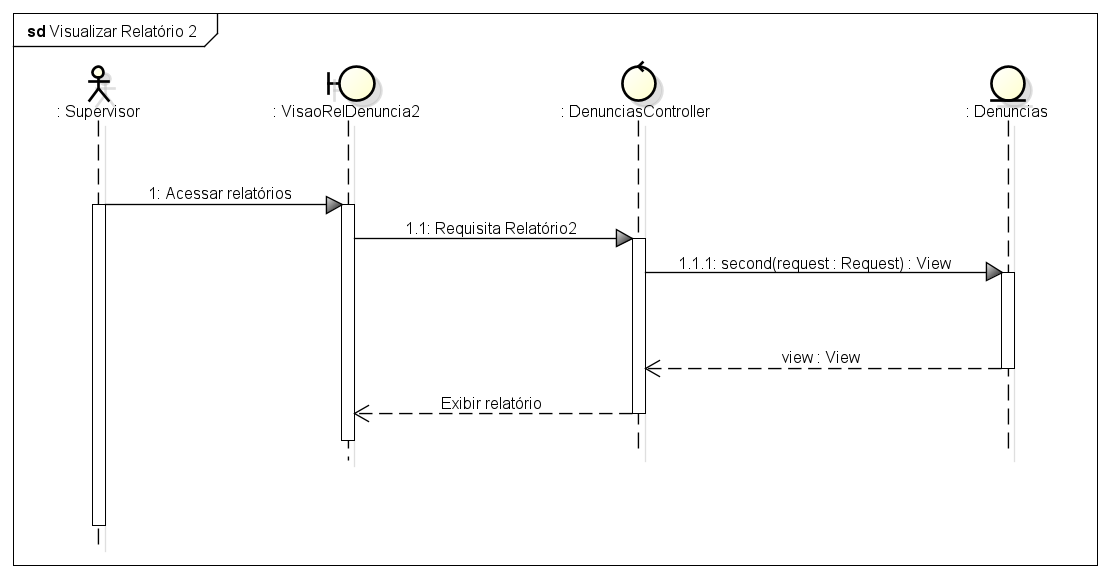 sd Visualizar Relatório 2
: Supervisor
: VisaoRelDenuncia2
: DenunciasController
: Denuncias
1: Acessar relatórios
1.1: Requisita Relatório2
1.1.1: second(request : Request) : View
view : View
Exibir relatório